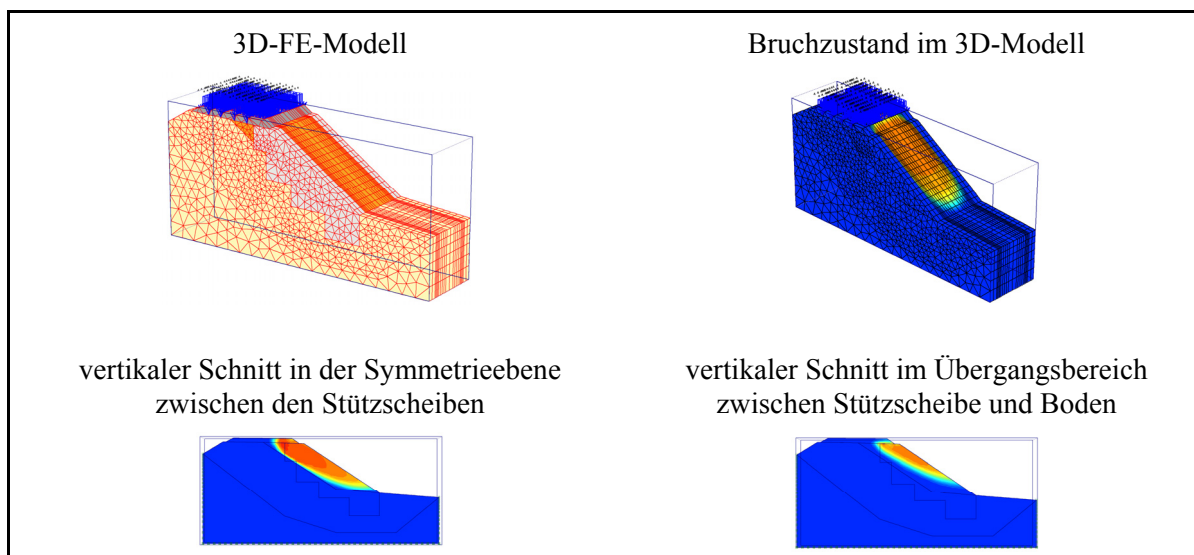 3D-FE-Modell
Bruchzustand im 3D-Modell
vertikaler Schnitt in der Symmetrieebene
zwischen den Stützscheiben
vertikaler Schnitt im Übergangsbereich
zwischen Stützscheibe und Boden